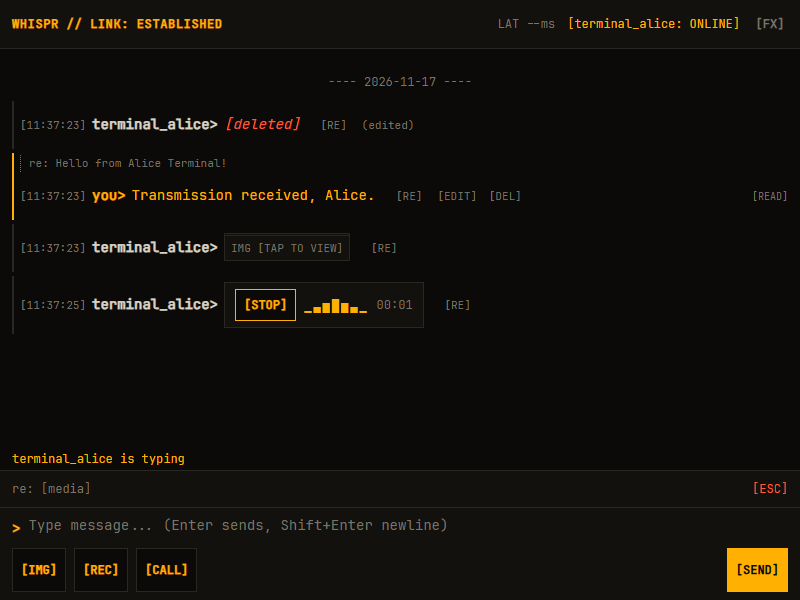 WHISPR // LINK: ESTABLISHED LAT --ms [terminal_alice: ONLINE] [FX]
---- 2026-11-17 ----
[11:37:23] terminal_alice> [deleted] [RE] (edited)
re: Hello from Alice Terminal!
[11:37:23] you> Transmission received, Alice. [RE] [EDIT] [DEL] [READ]
[11:37:23] terminal_alice> IMG [TAP TO VIEW] [RE]
[11:37:25] terminal_alice> [STOP] ▁▂▄▆▄▂▁ 00:01 [RE]
terminal_alice is typing
re: [media] [ESC]
> Type message... (Enter sends, Shift+Enter newline)
[IMG] [REC] [CALL] [SEND]